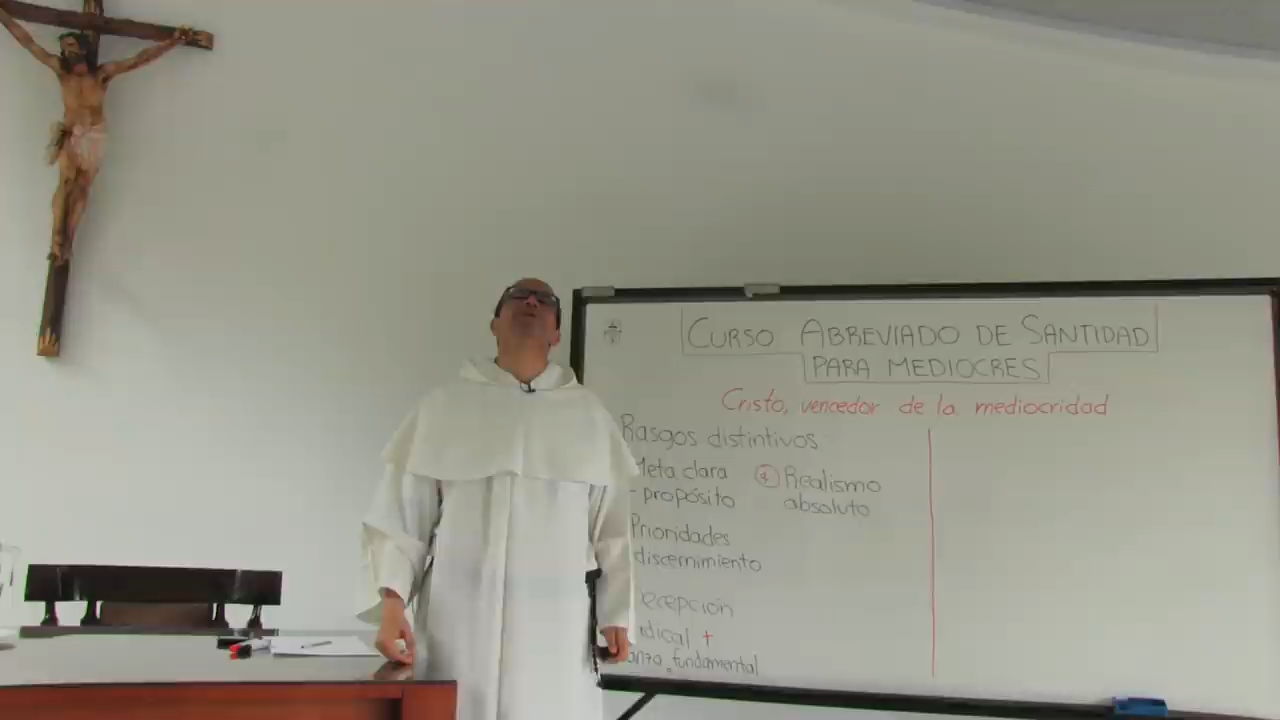 CURSO ABREVIADO DE SANTIDAD
PARA MEDIOCRES
Cristo, vencedor de la mediocridad
Rasgos distintivos
Meta clara
- propósito
Prioridades
discernimiento
ecepción
dical +
anza fundamental
4 Realismo
absoluto